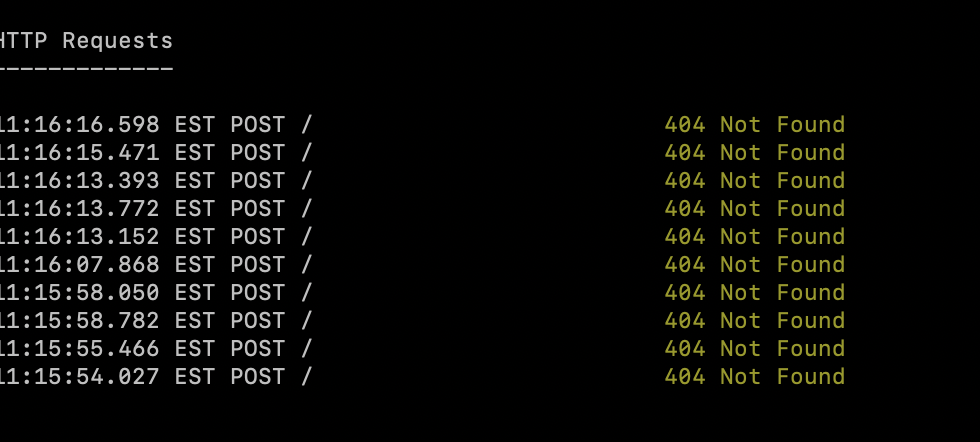 HTTP Requests
-------------
11:16:16.598 EST POST / 404 Not Found
11:16:15.471 EST POST / 404 Not Found
11:16:13.393 EST POST / 404 Not Found
11:16:13.772 EST POST / 404 Not Found
11:16:13.152 EST POST / 404 Not Found
11:16:07.868 EST POST / 404 Not Found
11:15:58.050 EST POST / 404 Not Found
11:15:58.782 EST POST / 404 Not Found
11:15:55.466 EST POST / 404 Not Found
11:15:54.027 EST POST / 404 Not Found